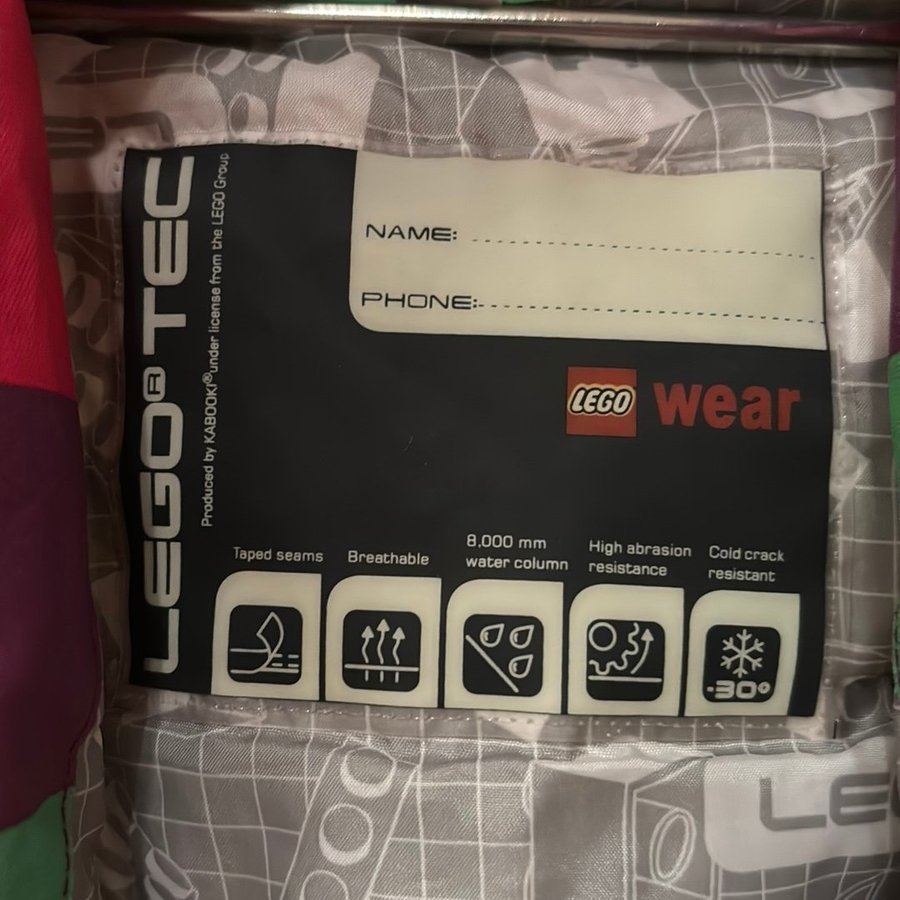 LEGO® TEC
Produced by KABOOKI® under license from the LEGO Group
NAME:
PHONE:
LEGO wear
Taped seams
Breathable
8,000 mm
water column
High abrasion
resistance
Cold crack
resistant
-30°